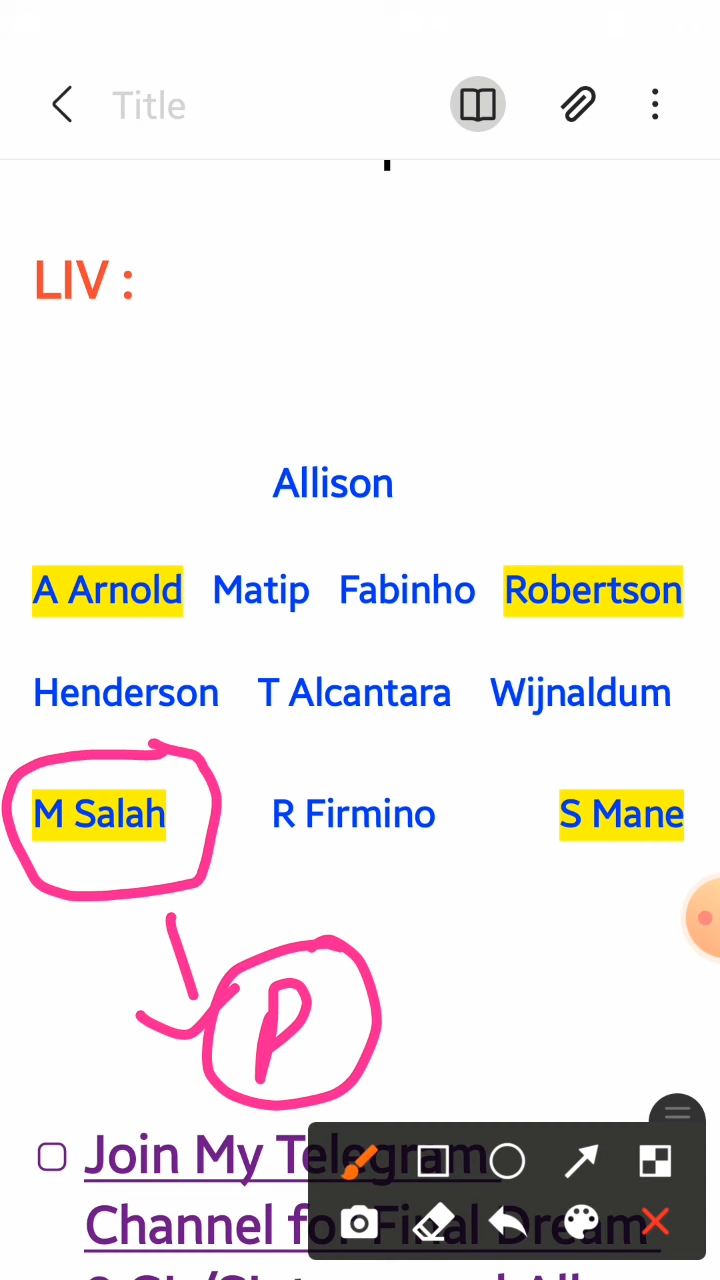 Title
LIV :
Allison
A Arnold Matip Fabinho Robertson
Henderson T Alcantara Wijnaldum
M Salah R Firmino S Mane
P
Join My Telegram
Channel for Final Dream